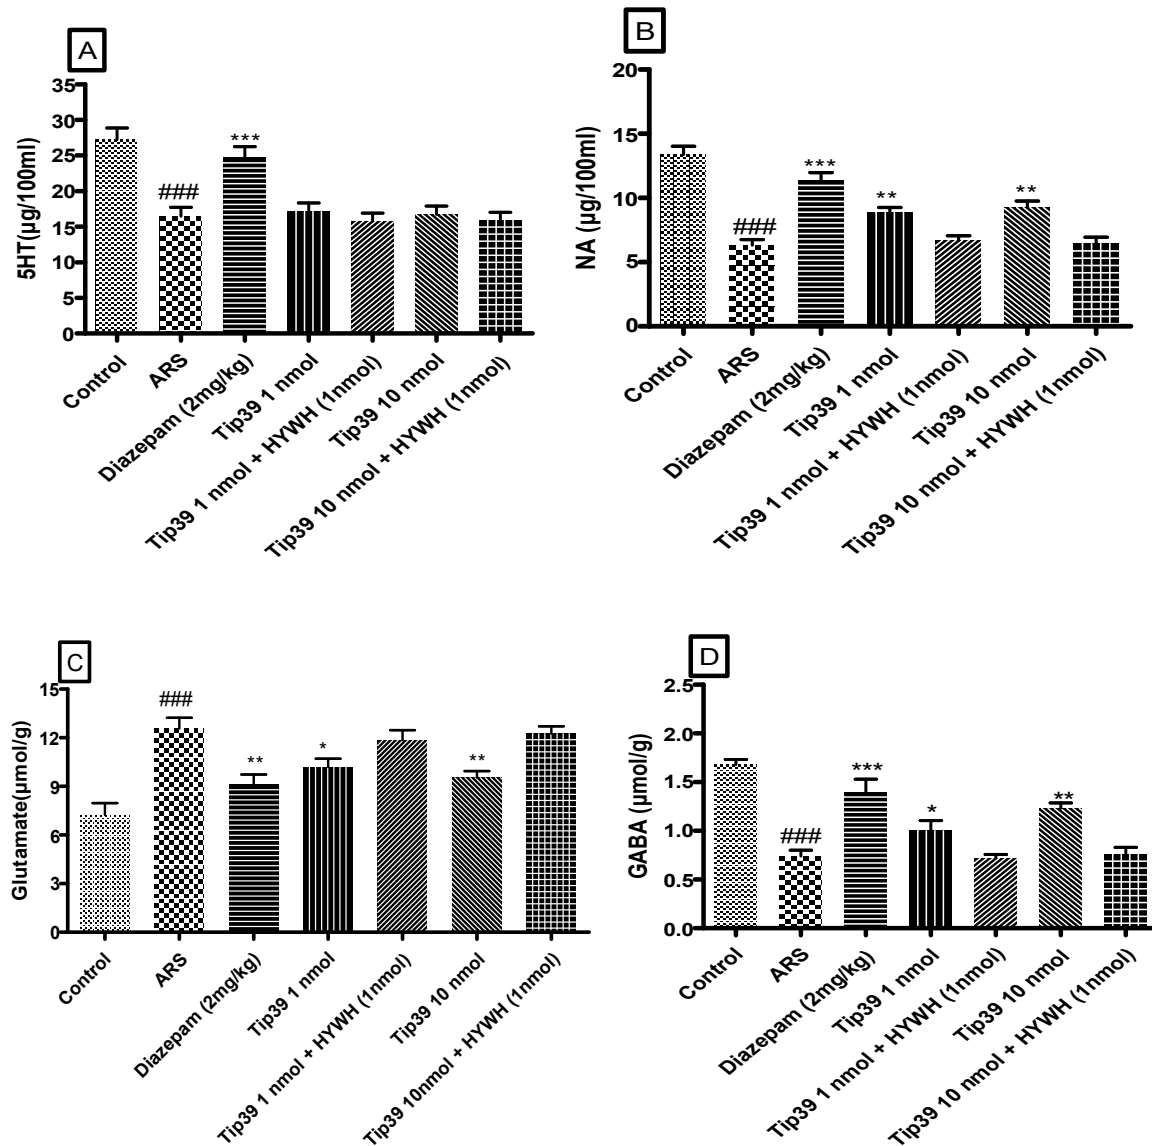 A
5HT(µg/100ml)
35
30
25
20
15
10
5
0
###
***
Control
ARS
Diazepam (2mg/kg)
Tip39 1 nmol
Tip39 1 nmol + HYWH (1nmol)
Tip39 10 nmol
Tip39 10 nmol + HYWH (1nmol)
B
NA (µg/100ml)
20
15
10
5
0
###
***
**
**
Control
ARS
Diazepam (2mg/kg)
Tip39 1 nmol
Tip39 1 nmol + HYWH (1nmol)
Tip39 10 nmol
Tip39 10 nmol + HYWH (1nmol)
C
Glutamate(µmol/g)
15
12
9
6
3
0
###
**
*
**
Control
ARS
Diazepam (2mg/kg)
Tip39 1 nmol
Tip39 1 nmol + HYWH (1nmol)
Tip39 10 nmol
Tip39 10nmol + HYWH (1nmol)
D
GABA (µmol/g)
2.5
2.0
1.5
1.0
0.5
0.0
###
***
*
**
Control
ARS
Diazepam (2mg/kg)
Tip39 1 nmol
Tip39 1 nmol + HYWH (1nmol)
Tip39 10 nmol
Tip39 10 nmol + HYWH (1nmol)